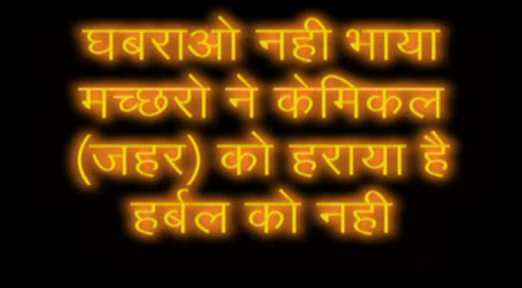 घबराओ नही भाया
मच्छरो ने केमिकल
(जहर) को हराया है
हर्बल को नही